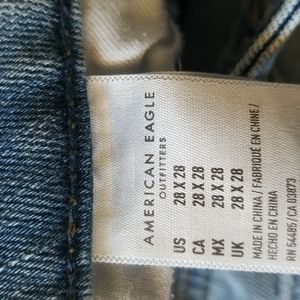 AMERICAN EAGLE
OUTFITTERS
US 28 X 28
CA 28 X 28
MX 28 X 28
UK 28 X 28
MADE IN CHINA / FABRIQUÉ EN CHINE /
HECHO EN CHINA
RN 54485 / CA 03873